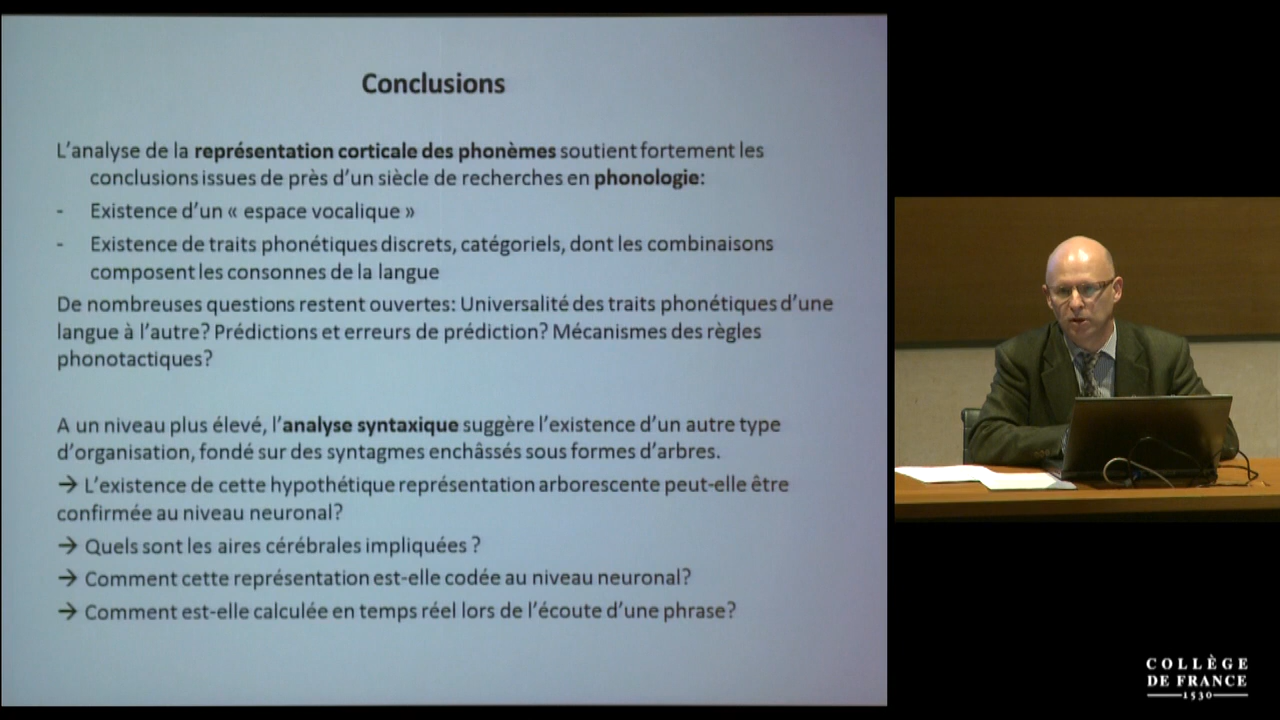 Conclusions
L'analyse de la représentation corticale des phonèmes soutient fortement les
conclusions issues de près d'un siècle de recherches en phonologie:
- Existence d'un « espace vocalique »
- Existence de traits phonétiques discrets, catégoriels, dont les combinaisons
composent les consonnes de la langue
De nombreuses questions restent ouvertes: Universalité des traits phonétiques d'une
langue à l'autre? Prédictions et erreurs de prédiction? Mécanismes des règles
phonotactiques?
A un niveau plus élevé, l'analyse syntaxique suggère l'existence d'un autre type
d'organisation, fondé sur des syntagmes enchâssés sous formes d'arbres.
→ L'existence de cette hypothétique représentation arborescente peut-elle être
confirmée au niveau neuronal?
→ Quels sont les aires cérébrales impliquées ?
→ Comment cette représentation est-elle codée au niveau neuronal?
→ Comment est-elle calculée en temps réel lors de l'écoute d'une phrase?
COLLÈGE
DE FRANCE
1530